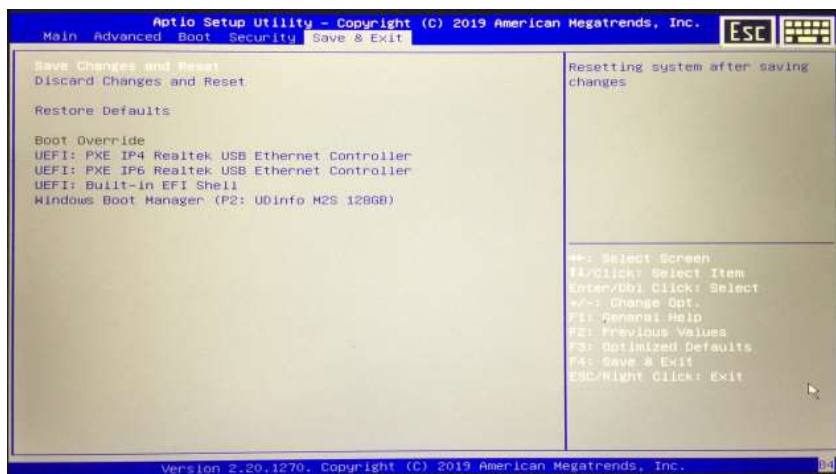 Aptio Setup Utility – Copyright (C) 2019 American Megatrends, Inc.
Main Advanced Boot Security Save & Exit
Esc
Save Changes and Reset
Discard Changes and Reset
Restore Defaults
Boot Override
UEFI: PXE IP4 Realtek USB Ethernet Controller
UEFI: PXE IP6 Realtek USB Ethernet Controller
UEFI: Built-in EFI Shell
Windows Boot Manager (P2: UDinfo M2S 128GB)
Resetting system after saving
changes
→←: Select Screen
↑↓/Click: Select Item
Enter/Dbl Click: Select
+/-: Change Opt.
F1: General Help
F2: Previous Values
F3: Optimized Defaults
F4: Save & Exit
ESC/Right Click: Exit
Version 2.20.1270. Copyright (C) 2019 American Megatrends, Inc.